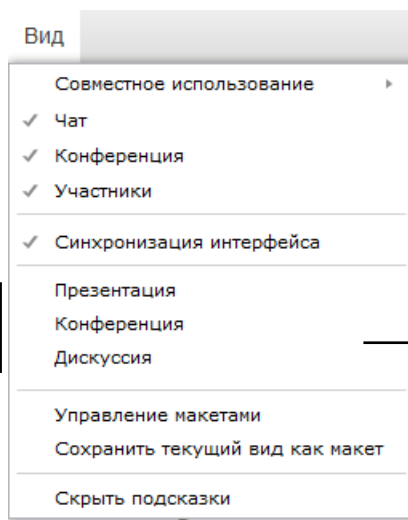 Вид
Совместное использование
Чат
Конференция
Участники
Синхронизация интерфейса
Презентация
Конференция
Дискуссия
Управление макетами
Сохранить текущий вид как макет
Скрыть подсказки